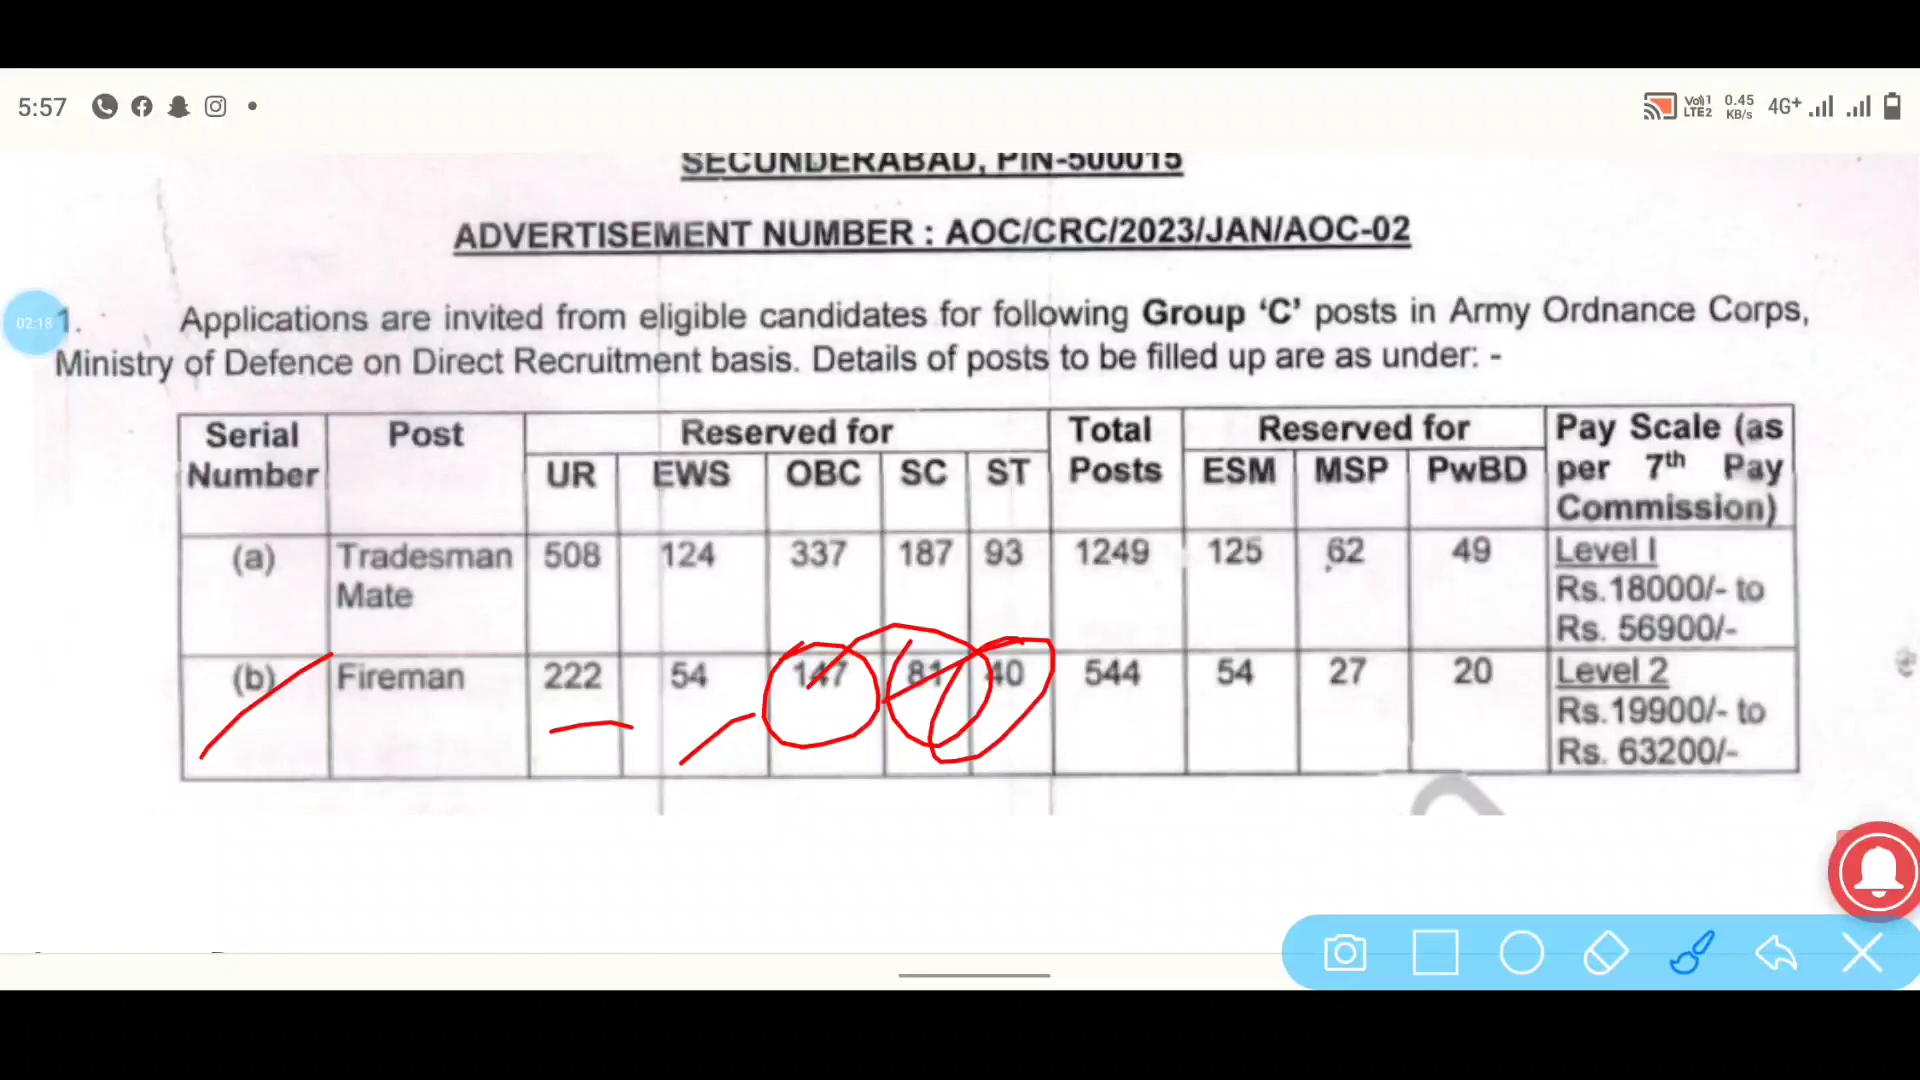 5:57
Vo) 1 LTE2 0.45 KB/s 4G+
SECUNDERABAD, PIN-500015
ADVERTISEMENT NUMBER : AOC/CRC/2023/JAN/AOC-02
02:18
1. Applications are invited from eligible candidates for following Group ‘C’ posts in Army Ordnance Corps,
Ministry of Defence on Direct Recruitment basis. Details of posts to be filled up are as under: -
Serial Number Post Reserved for Total Posts Reserved for Pay Scale (as per 7th Pay Commission)
UR EWS OBC SC ST ESM MSP PwBD
(a) Tradesman Mate 508 124 337 187 93 1249 125 62 49 Level I Rs.18000/- to Rs. 56900/-
(b) Fireman 222 54 147 81 40 544 54 27 20 Level 2 Rs.19900/- to Rs. 63200/-